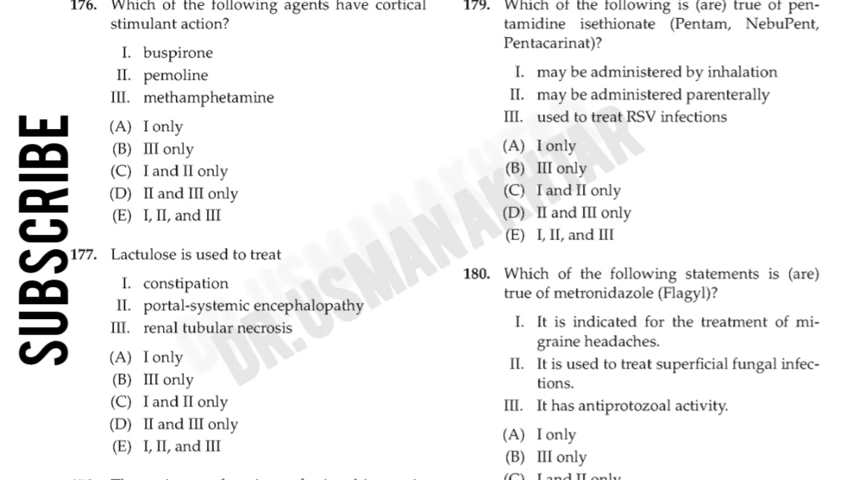 176. Which of the following agents have cortical
stimulant action?
I. buspirone
II. pemoline
III. methamphetamine
(A) I only
(B) III only
(C) I and II only
(D) II and III only
(E) I, II, and III
177. Lactulose is used to treat
I. constipation
II. portal-systemic encephalopathy
III. renal tubular necrosis
(A) I only
(B) III only
(C) I and II only
(D) II and III only
(E) I, II, and III
179. Which of the following is (are) true of pen-
tamidine isethionate (Pentam, NebuPent,
Pentacarinat)?
I. may be administered by inhalation
II. may be administered parenterally
III. used to treat RSV infections
(A) I only
(B) III only
(C) I and II only
(D) II and III only
(E) I, II, and III
180. Which of the following statements is (are)
true of metronidazole (Flagyl)?
I. It is indicated for the treatment of mi-
graine headaches.
II. It is used to treat superficial fungal infec-
tions.
III. It has antiprotozoal activity.
(A) I only
(B) III only
(C) I and II only
SUBSCRIBE
DR.USMANAKHTAR